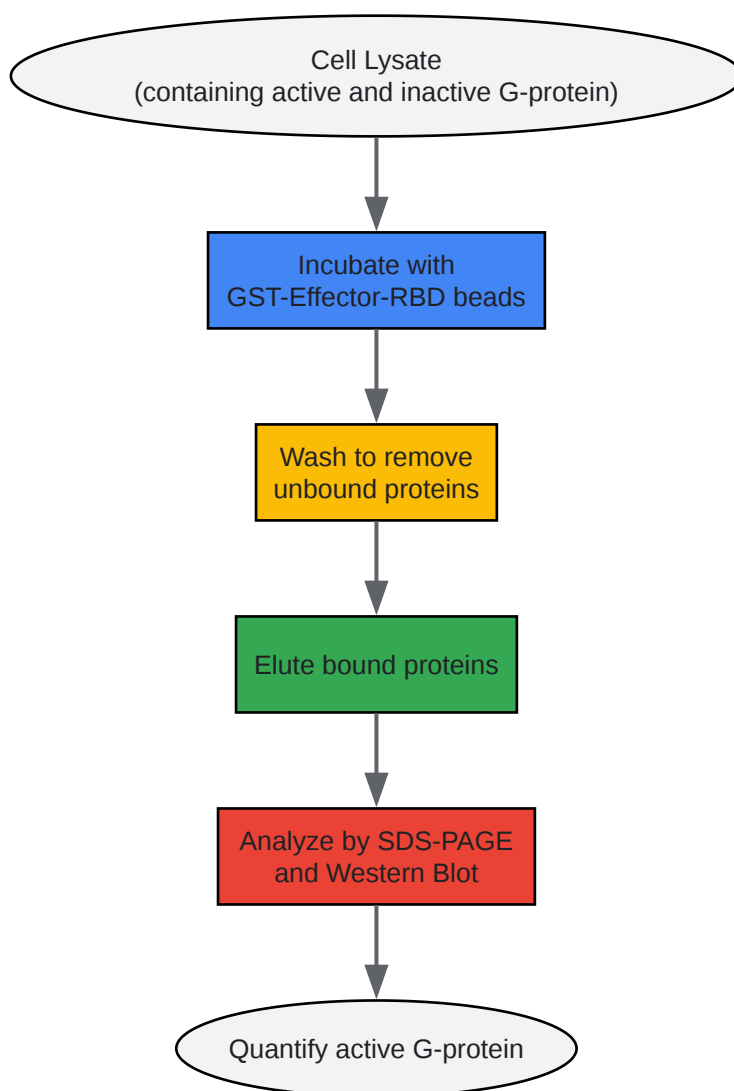 Cell Lysate
(containing active and inactive G-protein)
Incubate with
GST-Effector-RBD beads
Wash to remove
unbound proteins
Elute bound proteins
Analyze by SDS-PAGE
and Western Blot
Quantify active G-protein